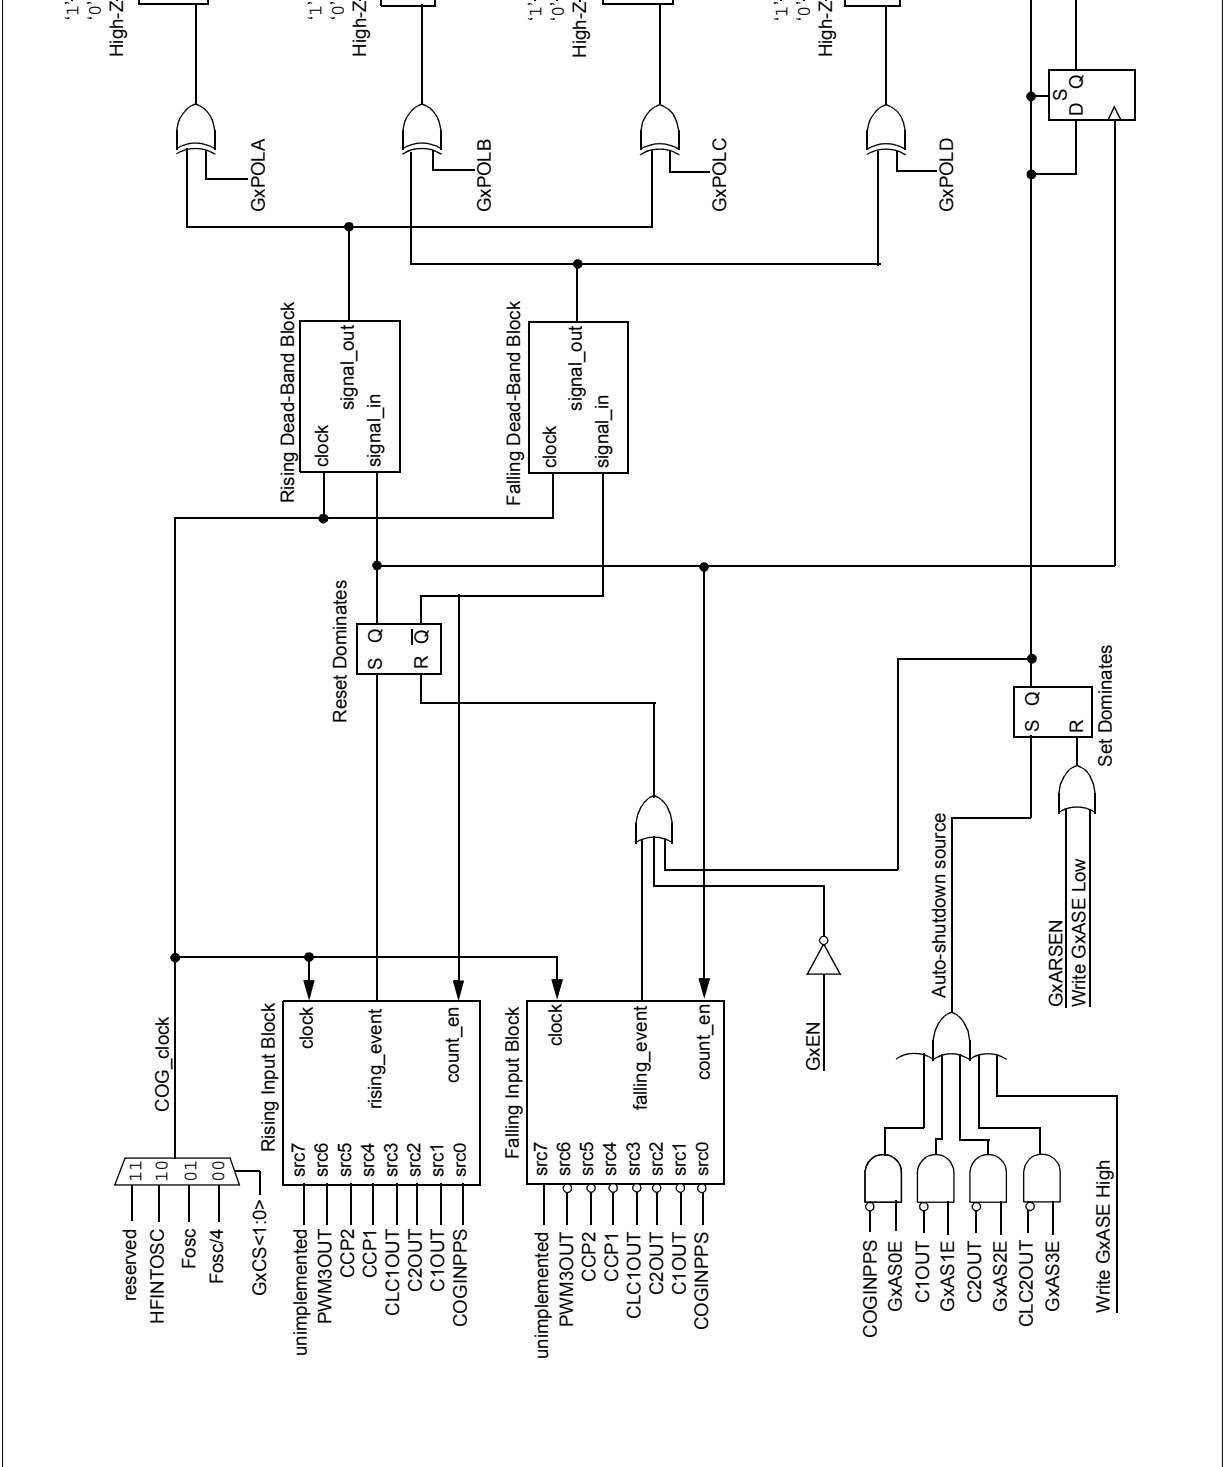 ‘1’
‘0’
High-Z
‘1’
‘0’
High-Z
‘1’
‘0’
High-Z
‘1’
‘0’
High-Z
GxPOLA
GxPOLB
GxPOLC
GxPOLD
S
D Q
Rising Dead-Band Block
clock
signal_out
signal_in
Falling Dead-Band Block
clock
signal_out
signal_in
Reset Dominates
S Q
R Q
S Q
R
Set Dominates
COG_clock
11
10
01
00
reserved
HFINTOSC
Fosc
Fosc/4
GxCS<1:0>
Rising Input Block
clock
rising_event
count_en
src7
src6
src5
src4
src3
src2
src1
src0
unimplemented
PWM3OUT
CCP2
CCP1
CLC1OUT
C2OUT
C1OUT
COGINPPS
Falling Input Block
clock
falling_event
count_en
src7
src6
src5
src4
src3
src2
src1
src0
unimplemented
PWM3OUT
CCP2
CCP1
CLC1OUT
C2OUT
C1OUT
COGINPPS
GxEN
Auto-shutdown source
GxARSEN
Write GxASE Low
COGINPPS
GxAS0E
C1OUT
GxAS1E
C2OUT
GxAS2E
CLC2OUT
GxAS3E
Write GxASE High